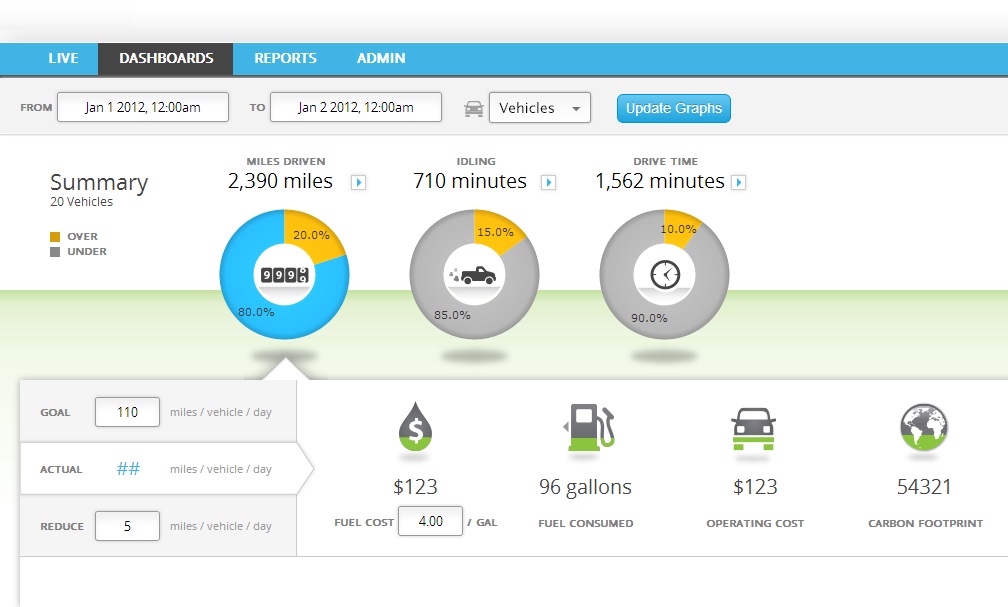 LIVE DASHBOARDS REPORTS ADMIN
FROM Jan 1 2012, 12:00am TO Jan 2 2012, 12:00am Vehicles Update Graphs
Summary
20 Vehicles
OVER
UNDER
MILES DRIVEN
2,390 miles
20.0%
9998
80.0%
IDLING
710 minutes
15.0%
85.0%
DRIVE TIME
1,562 minutes
10.0%
90.0%
GOAL 110 miles / vehicle / day
ACTUAL ## miles / vehicle / day
REDUCE 5 miles / vehicle / day
$
$123
FUEL COST 4.00 / GAL
96 gallons
FUEL CONSUMED
$123
OPERATING COST
54321
CARBON FOOTPRINT